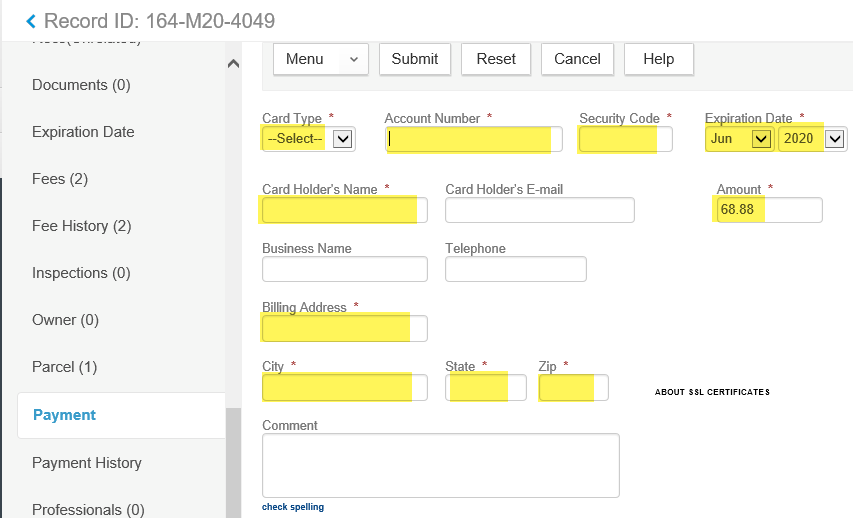 Record ID: 164-M20-4049
Documents (0)
Expiration Date
Fees (2)
Fee History (2)
Inspections (0)
Owner (0)
Parcel (1)
Payment
Payment History
Professionals (0)
Menu Submit Reset Cancel Help
Card Type * Account Number * Security Code * Expiration Date *
--Select-- Jun 2020
Card Holder's Name * Card Holder's E-mail Amount *
68.88
Business Name Telephone
Billing Address *
City * State * Zip *
ABOUT SSL CERTIFICATES
Comment
check spelling